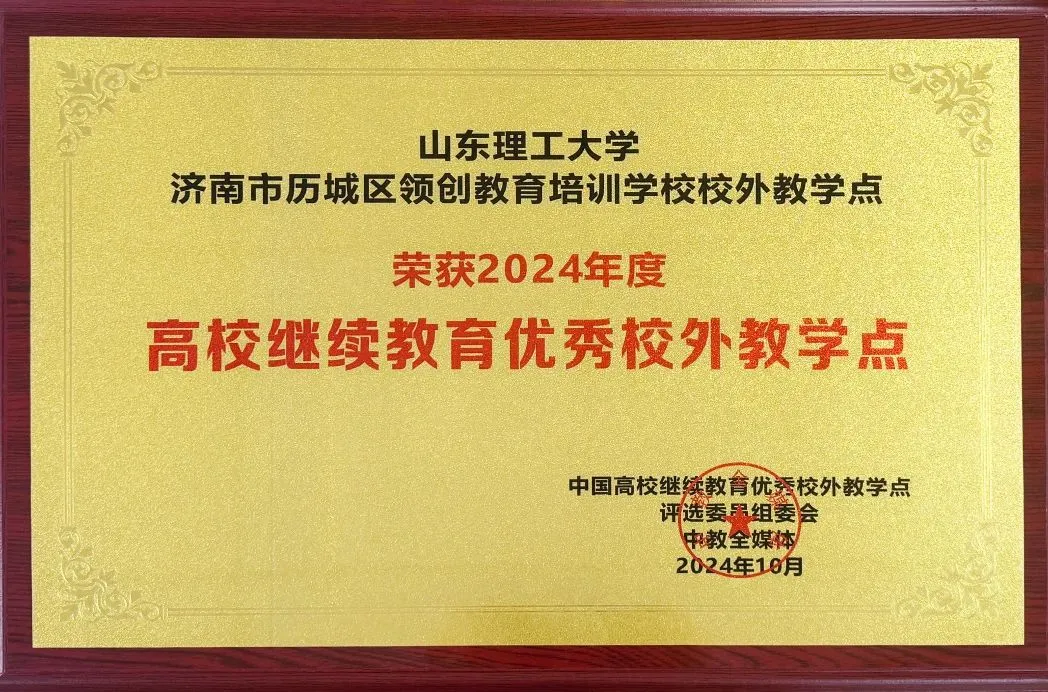 山东理工大学
济南市历城区领创教育培训学校校外教学点
荣获2024年度
高校继续教育优秀校外教学点
中国高校继续教育优秀校外教学点
评选委员组委会
中教全媒体
2024年10月